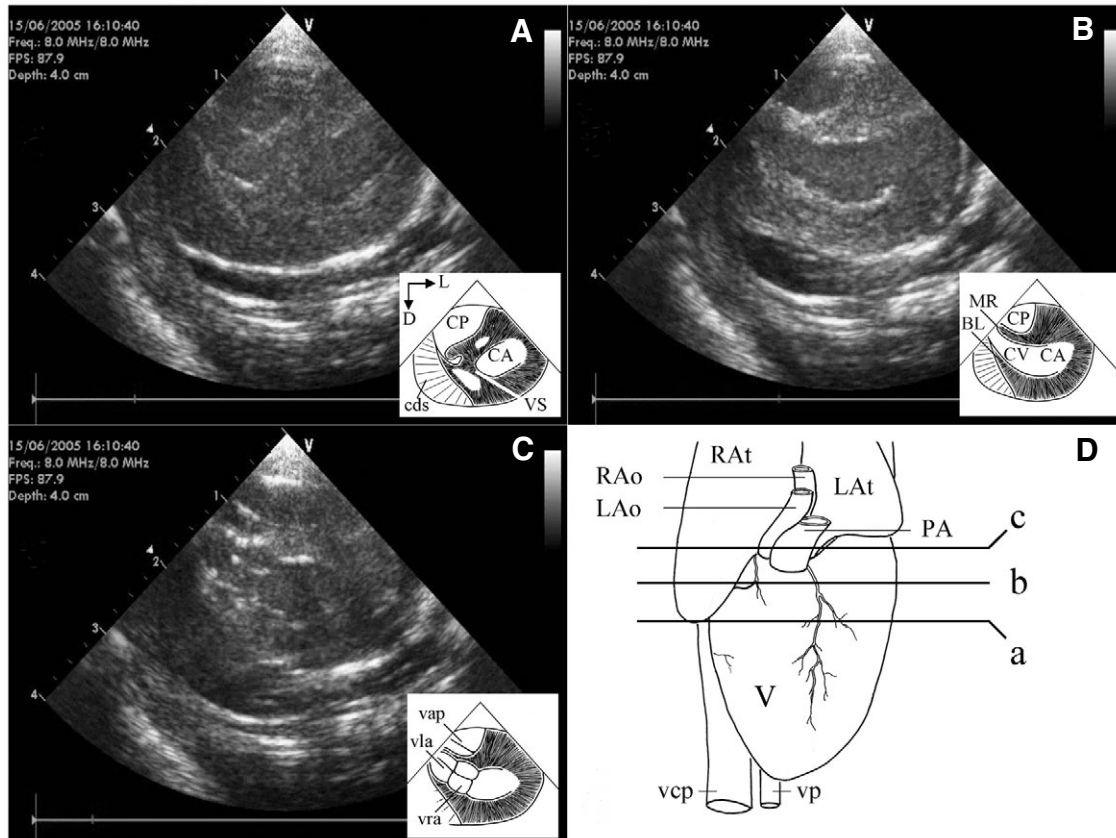 15/06/2005 16:10:40
Freq.: 8.0 MHz/8.0 MHz
FPS: 87.9
Depth: 4.0 cm
V
A
1
2
3
4
L
D
CP
CA
cds
VS
15/06/2005 16:10:40
Freq.: 8.0 MHz/8.0 MHz
FPS: 87.9
Depth: 4.0 cm
V
B
1
2
3
4
MR
BL
CP
CV
CA
15/06/2005 16:10:40
Freq.: 8.0 MHz/8.0 MHz
FPS: 87.9
Depth: 4.0 cm
V
C
1
2
3
4
vap
vla
vra
D
RAt
RAo
LAt
LAo
PA
c
b
a
V
vcp
vp